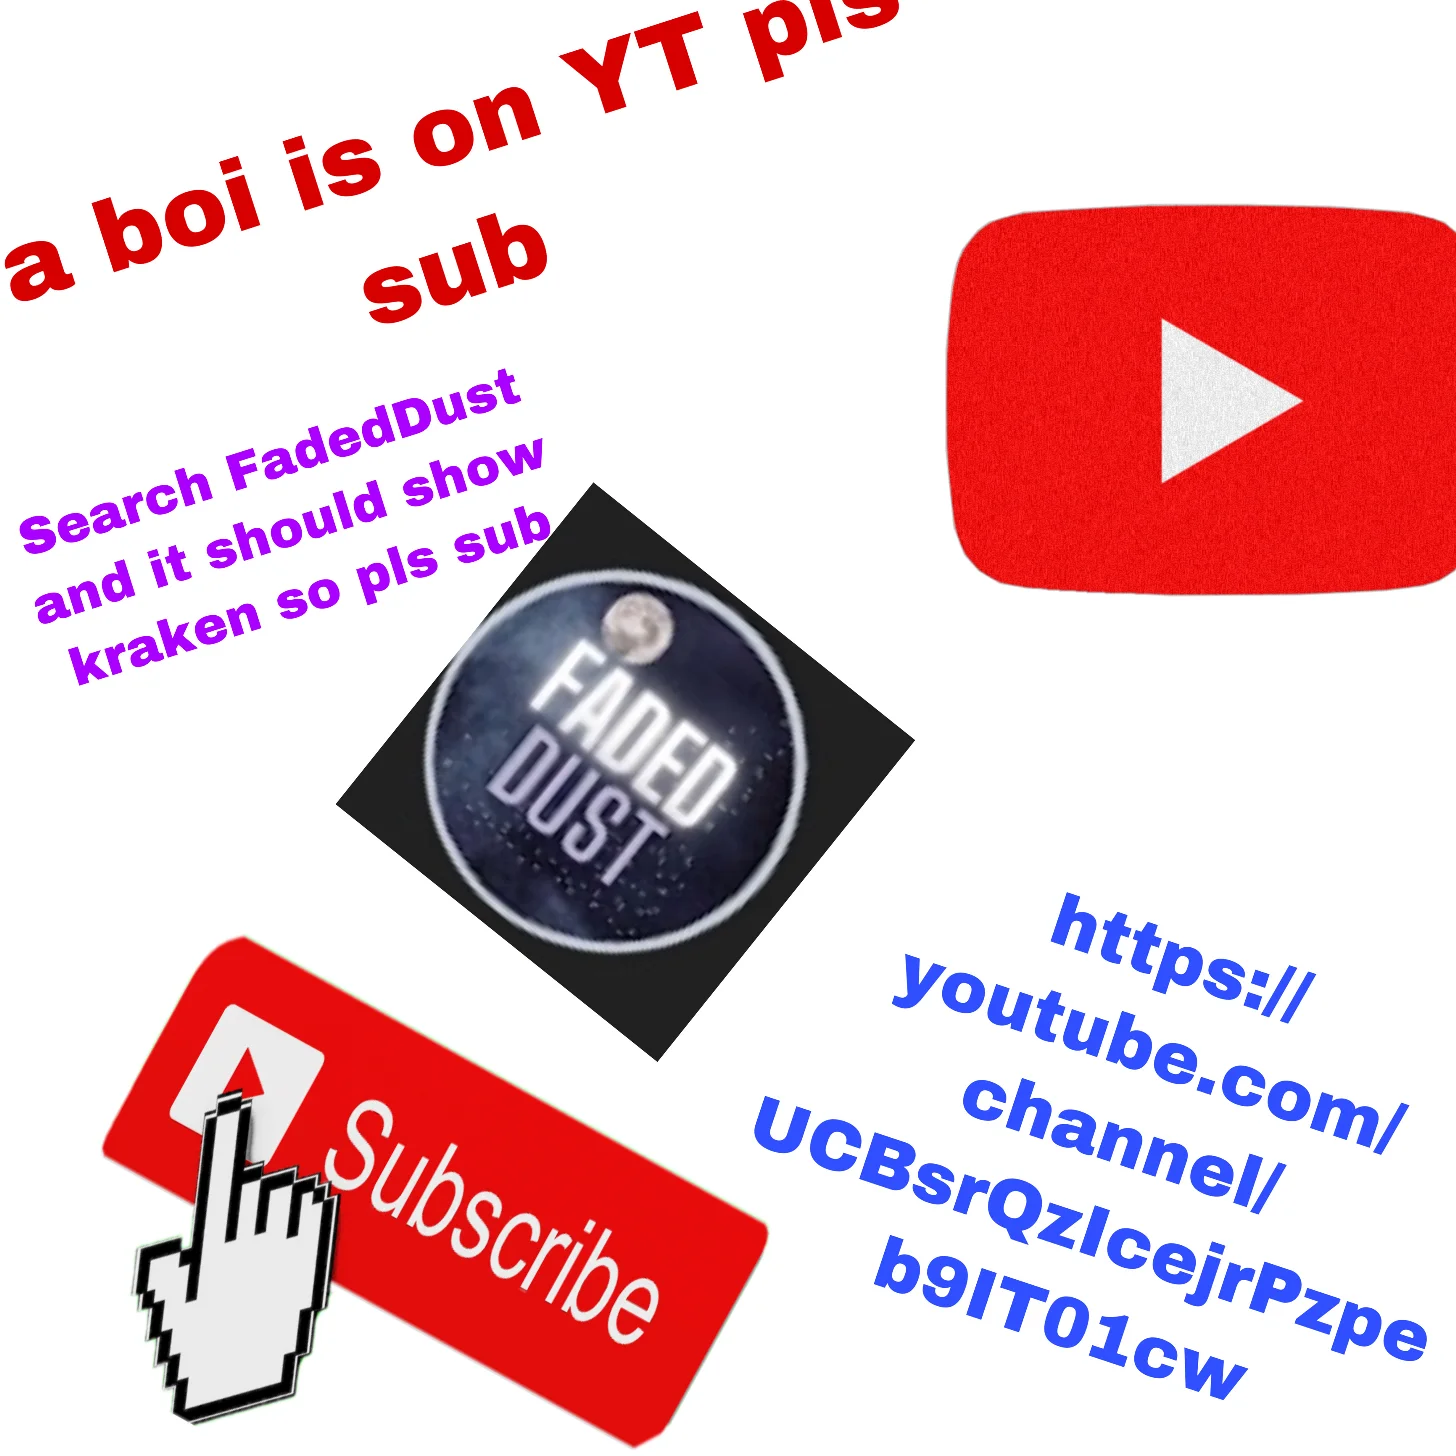 a boi is on YT pls
sub
Search FadedDust
and it should show
kraken so pls sub
FADED
DUST
Subscribe
https://
youtube.com/
channel/
UCBsrQzIcejrPzpe
b9IT01cw